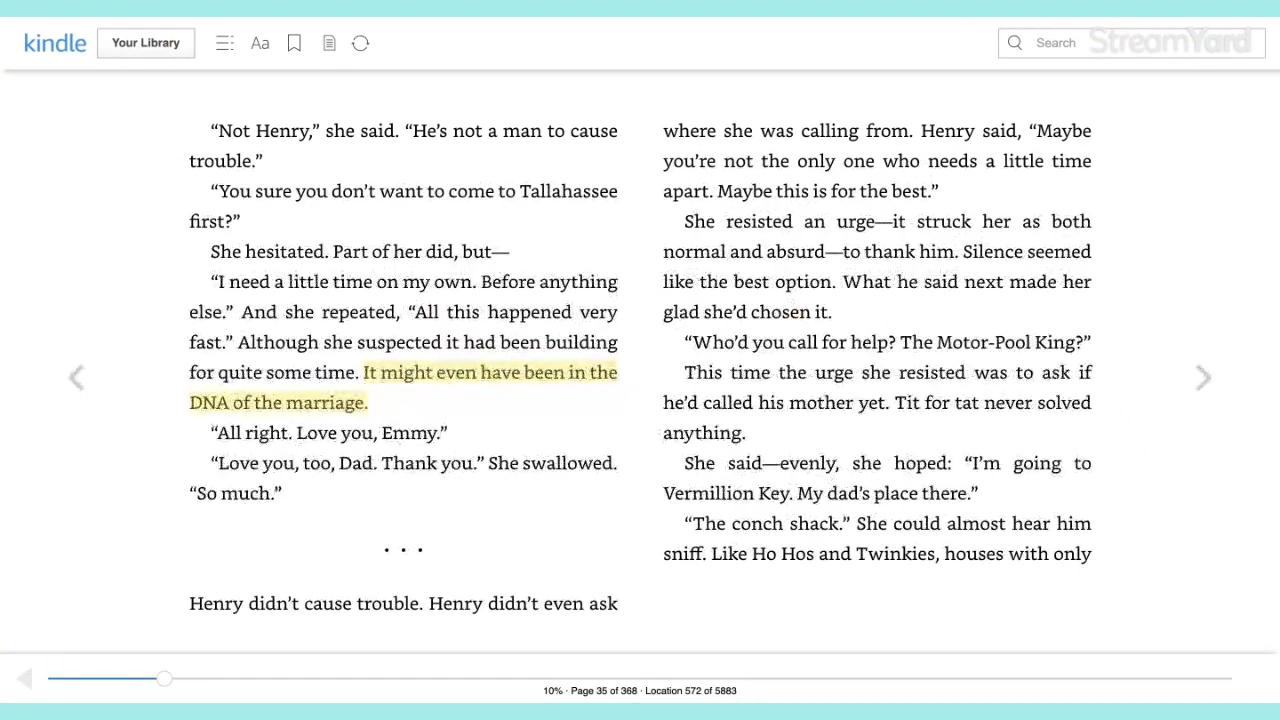 kindle
Your Library
Aa
Search
StreamYard
“Not Henry,” she said. “He’s not a man to cause
trouble.”
“You sure you don’t want to come to Tallahassee
first?”
She hesitated. Part of her did, but—
“I need a little time on my own. Before anything
else.” And she repeated, “All this happened very
fast.” Although she suspected it had been building
for quite some time. It might even have been in the
DNA of the marriage.
“All right. Love you, Emmy.”
“Love you, too, Dad. Thank you.” She swallowed.
“So much.”
• • •
Henry didn’t cause trouble. Henry didn’t even ask
where she was calling from. Henry said, “Maybe
you’re not the only one who needs a little time
apart. Maybe this is for the best.”
She resisted an urge—it struck her as both
normal and absurd—to thank him. Silence seemed
like the best option. What he said next made her
glad she’d chosen it.
“Who’d you call for help? The Motor-Pool King?”
This time the urge she resisted was to ask if
he’d called his mother yet. Tit for tat never solved
anything.
She said—evenly, she hoped: “I’m going to
Vermillion Key. My dad’s place there.”
“The conch shack.” She could almost hear him
sniff. Like Ho Hos and Twinkies, houses with only
10% · Page 35 of 368 · Location 572 of 5883